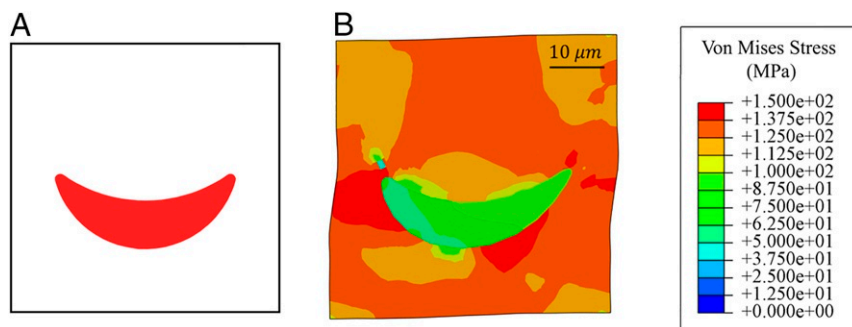 A
B
10 μm
Von Mises Stress
(MPa)
+1.500e+02
+1.375e+02
+1.250e+02
+1.125e+02
+1.000e+02
+8.750e+01
+7.500e+01
+6.250e+01
+5.000e+01
+3.750e+01
+2.500e+01
+1.250e+01
+0.000e+00